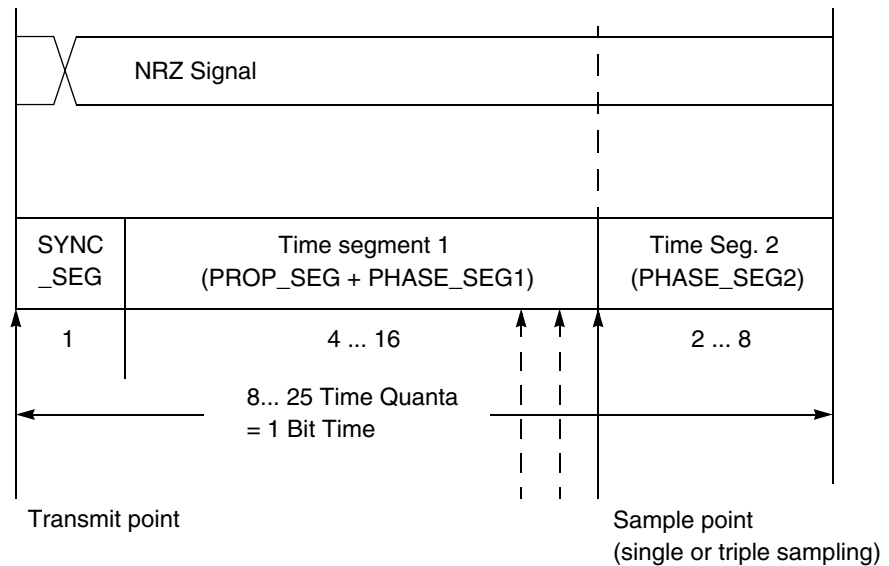 NRZ Signal
SYNC
_SEG
Time segment 1
(PROP_SEG + PHASE_SEG1)
Time Seg. 2
(PHASE_SEG2)
1
4 ... 16
2 ... 8
8... 25 Time Quanta
= 1 Bit Time
Transmit point
Sample point
(single or triple sampling)